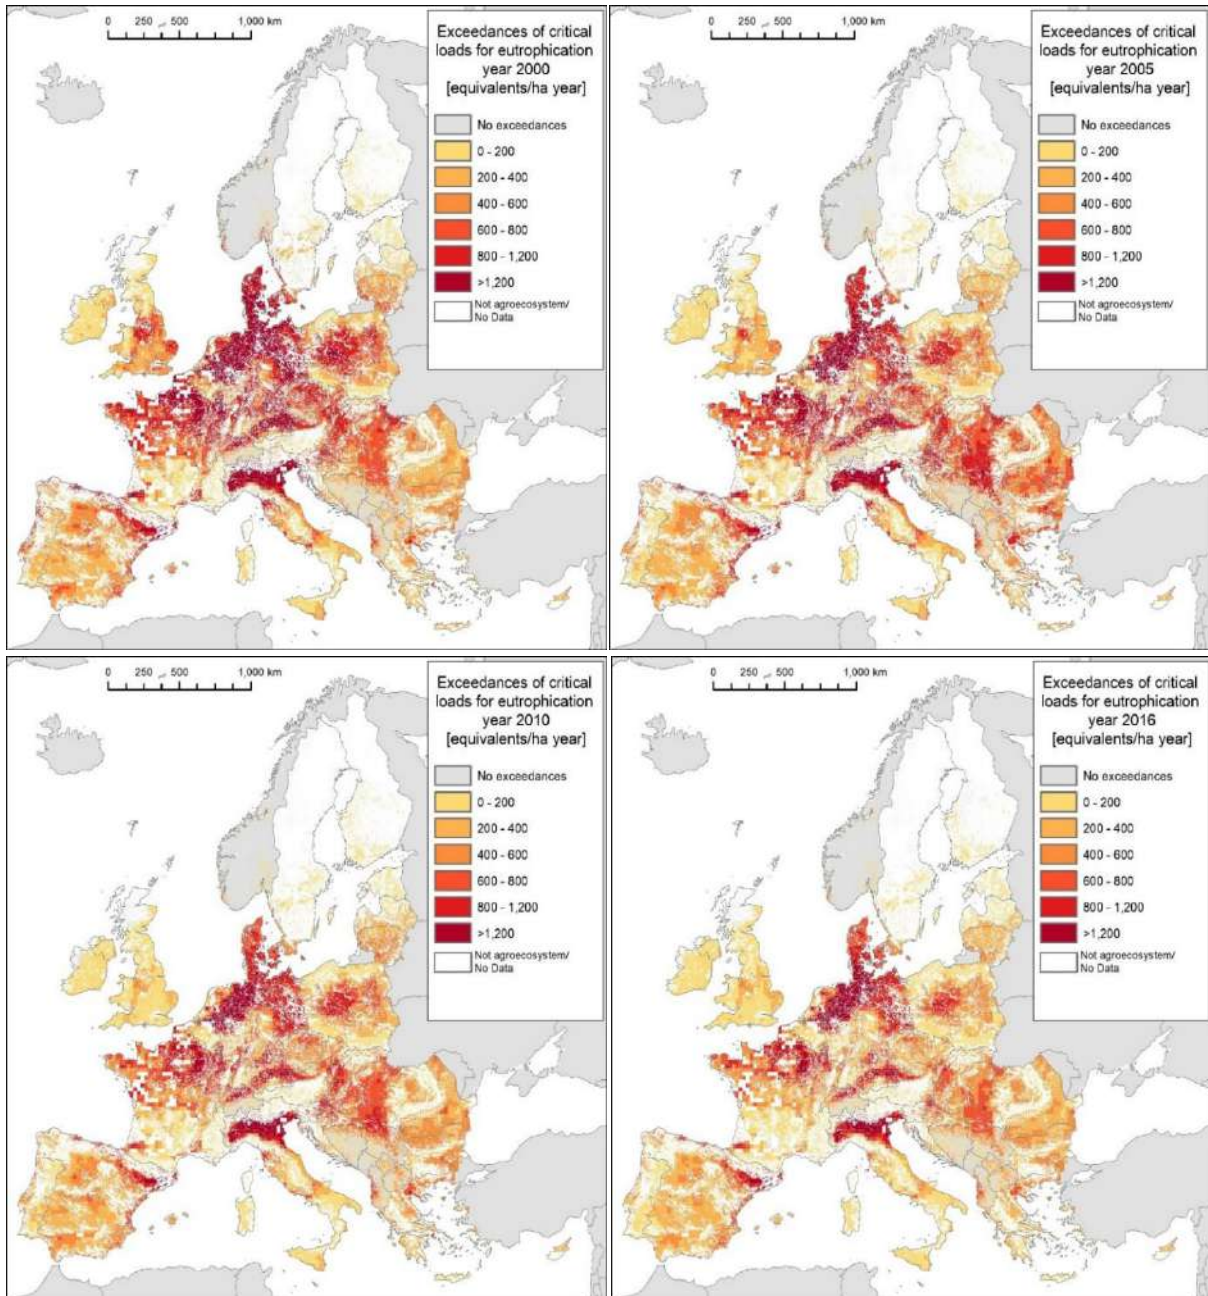 0 250 500 1,000 km
Exceedances of critical
loads for eutrophication
year 2000
[equivalents/ha year]
No exceedances
0 - 200
200 - 400
400 - 600
600 - 800
800 - 1,200
>1,200
Not agroecosystem/
No Data
0 250 500 1,000 km
Exceedances of critical
loads for eutrophication
year 2005
[equivalents/ha year]
No exceedances
0 - 200
200 - 400
400 - 600
600 - 800
800 - 1,200
>1,200
Not agroecosystem/
No Data
0 250 500 1,000 km
Exceedances of critical
loads for eutrophication
year 2010
[equivalents/ha year]
No exceedances
0 - 200
200 - 400
400 - 600
600 - 800
800 - 1,200
>1,200
Not agroecosystem/
No Data
0 250 500 1,000 km
Exceedances of critical
loads for eutrophication
year 2016
[equivalents/ha year]
No exceedances
0 - 200
200 - 400
400 - 600
600 - 800
800 - 1,200
>1,200
Not agroecosystem/
No Data